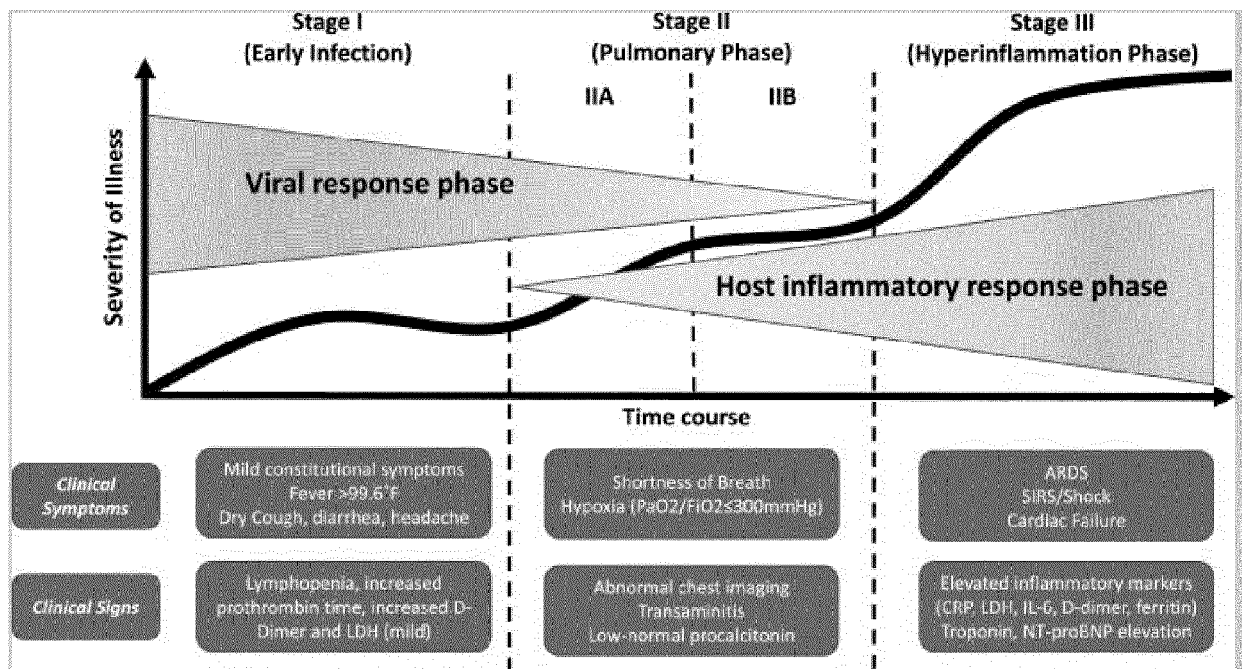 Stage I
(Early Infection)
Stage II
(Pulmonary Phase)
Stage III
(Hyperinflammation Phase)
IIA
IIB
Severity of Illness
Viral response phase
Host inflammatory response phase
Time course
Clinical
Symptoms
Mild constitutional symptoms
Fever >99.6°F
Dry Cough, diarrhea, headache
Shortness of Breath
Hypoxia (PaO2/FiO2≤300mmHg)
ARDS
SIRS/Shock
Cardiac Failure
Clinical Signs
Lymphopenia, increased
prothrombin time, increased D-
Dimer and LDH (mild)
Abnormal chest imaging
Transaminitis
Low-normal procalcitonin
Elevated inflammatory markers
(CRP, LDH, IL-6, D-dimer, ferritin)
Troponin, NT-proBNP elevation